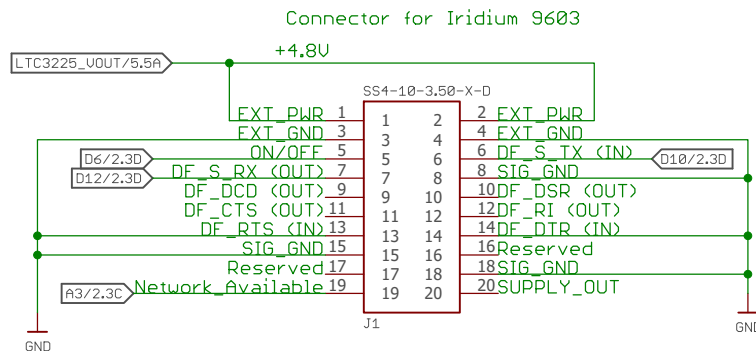 Connector for Iridium 9603
+4.8V
LTC3225_VOUT/5.5A
SS4-10-3.50-X-D
EXT_PWR 1 1 2 2 EXT_PWR
EXT_GND 3 3 4 4 EXT_GND
D6/2.3D ON/OFF 5 5 6 6 DF_S_TX (IN) D10/2.3D
D12/2.3D DF_S_RX (OUT) 7 7 8 8 SIG_GND
DF_DCD (OUT) 9 9 10 10 DF_DSR (OUT)
DF_CTS (OUT) 11 11 12 12 DF_RI (OUT)
DF_RTS (IN) 13 13 14 14 DF_DTR (IN)
SIG_GND 15 15 16 16 Reserved
Reserved 17 17 18 18 SIG_GND
A3/2.3C Network_Available 19 19 20 20 SUPPLY_OUT
J1
GND GND